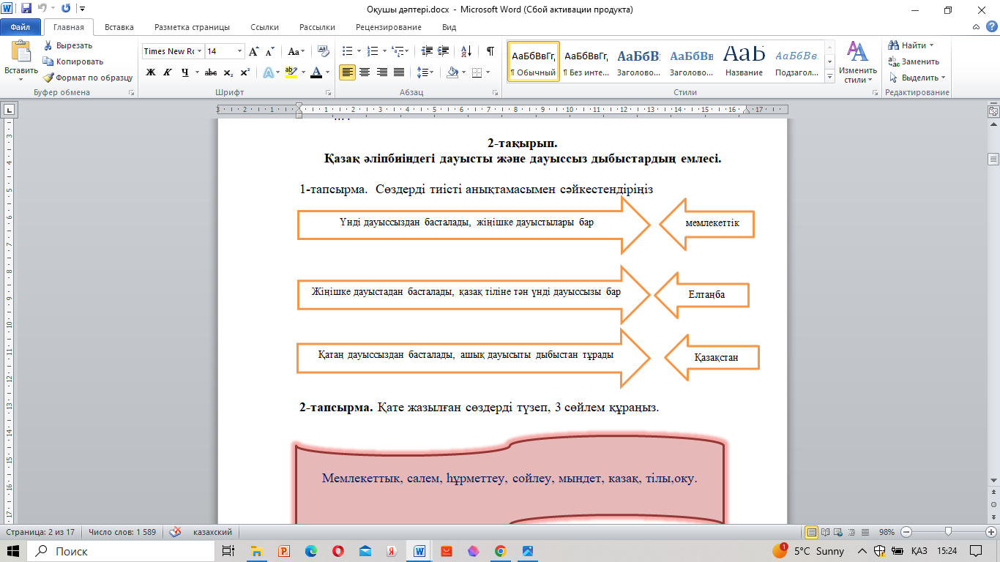 Оқушы дәптері.docx - Microsoft Word (Сбой активации продукта)
Файл Главная Вставка Разметка страницы Ссылки Рассылки Рецензирование Вид
Вставить
Вырезать
Копировать
Формат по образцу
Буфер обмена
Times New Ro 14
Ж К Ч abc x₂ x²
Шрифт
Абзац
АаБбВвГг, АаБбВвГг, АаБбВ АаБбВв АаБ АаБбВв.
¶ Обычный ¶ Без инте... Заголово... Заголово... Название Подзагол...
Стили
Изменить стили
Найти
Заменить
Выделить
Редактирование
2-тақырып.
Қазақ әліпбиіндегі дауысты және дауыссыз дыбыстардың емлесі.
1-тапсырма. Сөздерді тиісті анықтамасымен сәйкестендіріңіз
Үнді дауыссыздан басталады, жіңішке дауыстылары бар
мемлекеттік
Жіңішке дауыстадан басталады, қазақ тіліне тән үнді дауыссызы бар
Елтаңба
Қатаң дауыссыздан басталады, ашық дауысыты дыбыстан тұрады
Қазақстан
2-тапсырма. Қате жазылған сөздерді түзеп, 3 сөйлем құраңыз.
Мемлекеттык, салем, һұрметтеу, сойлеу, мындет, казақ, тілы,оку.
Страница: 2 из 17 Число слов: 1 589 казахский 98%
Поиск 5°C Sunny ҚАЗ 15:24